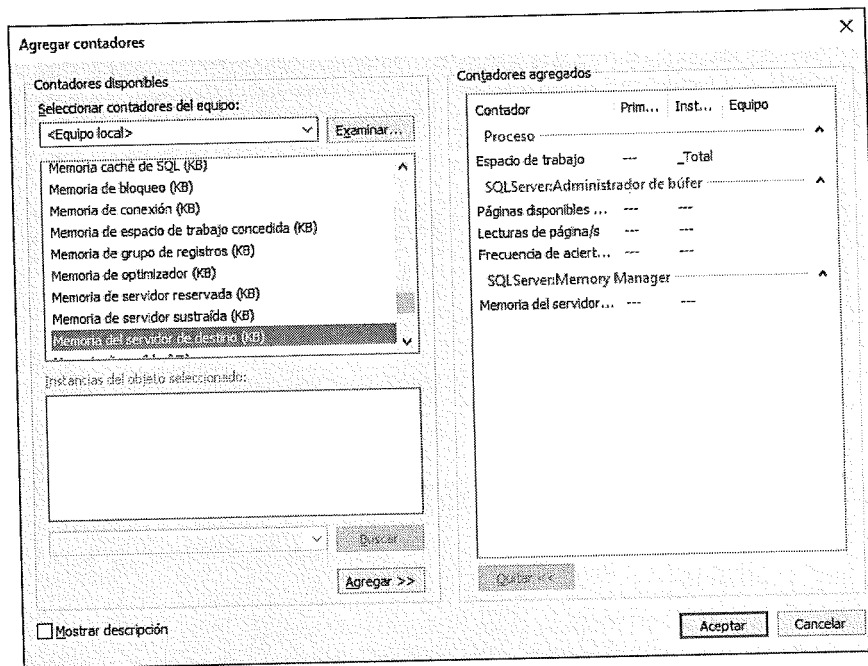 Agregar contadores
Contadores disponibles
Seleccionar contadores del equipo:
<Equipo local>
Examinar...
Memoria caché de SQL (KB)
Memoria de bloqueo (KB)
Memoria de conexión (KB)
Memoria de espacio de trabajo concedida (KB)
Memoria de grupo de registros (KB)
Memoria de optimizador (KB)
Memoria de servidor reservada (KB)
Memoria de servidor sustraída (KB)
Memoria del servidor de destino (KB)
Instancias del objeto seleccionado:
Buscar
Agregar >>
Mostrar descripción
Contadores agregados
Contador Prim... Inst... Equipo
Proceso
Espacio de trabajo --- _Total
SQLServer:Administrador de búfer
Páginas disponibles ... --- ---
Lecturas de página/s --- ---
Frecuencia de aciert... --- ---
SQLServer:Memory Manager
Memoria del servidor... --- ---
Quitar <<
Aceptar
Cancelar